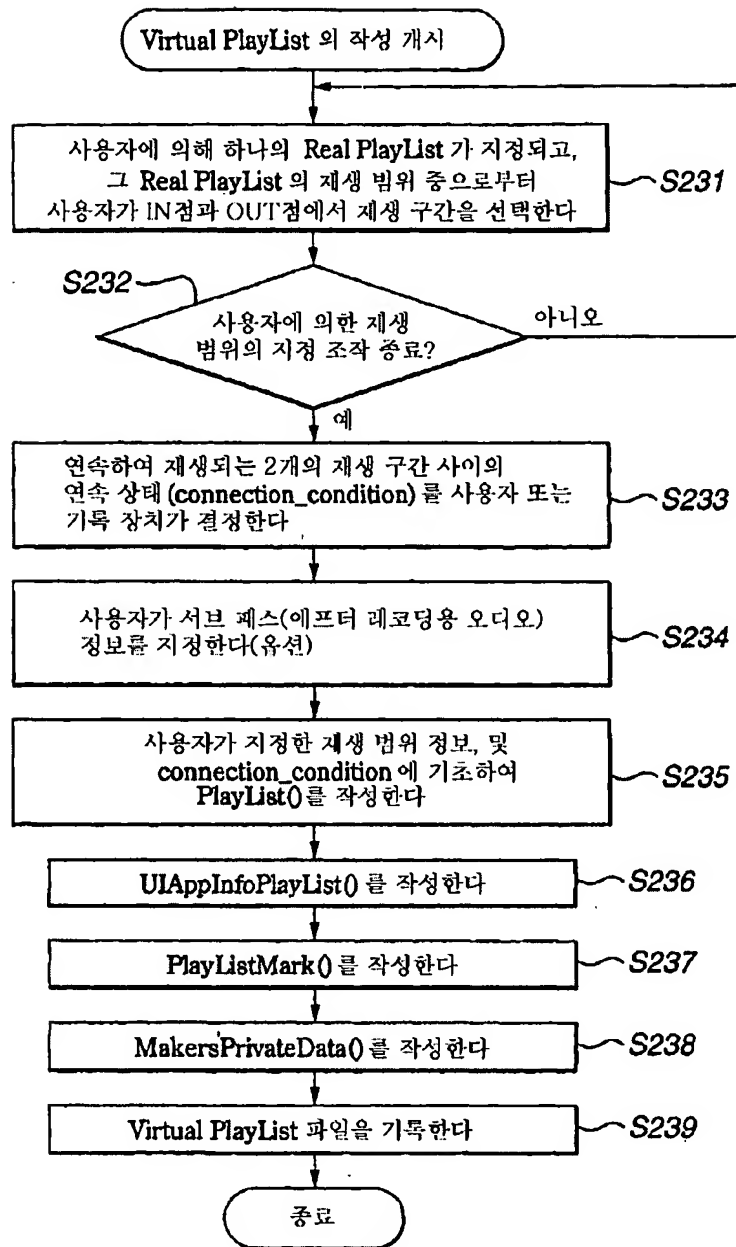 Virtual PlayList 의 작성 개시
사용자에 의해 하나의 Real PlayList 가 지정되고,
그 Real PlayList 의 재생 범위 중으로부터
사용자가 IN점과 OUT점에서 재생 구간을 선택한다
S231
S232
사용자에 의한 재생
범위의 지정 조작 종료?
아니오
예
연속하여 재생되는 2개의 재생 구간 사이의
연속 상태 (connection_condition) 를 사용자 또는
기록 장치가 결정한다
S233
사용자가 서브 패스(에프터 레코딩용 오디오)
정보를 지정한다(옵션)
S234
사용자가 지정한 재생 범위 정보, 및
connection_condition 에 기초하여
PlayList() 를 작성한다
S235
UIAppInfoPlayList() 를 작성한다
S236
PlayListMark() 를 작성한다
S237
MakersPrivateData() 를 작성한다
S238
Virtual PlayList 파일을 기록한다
S239
종료